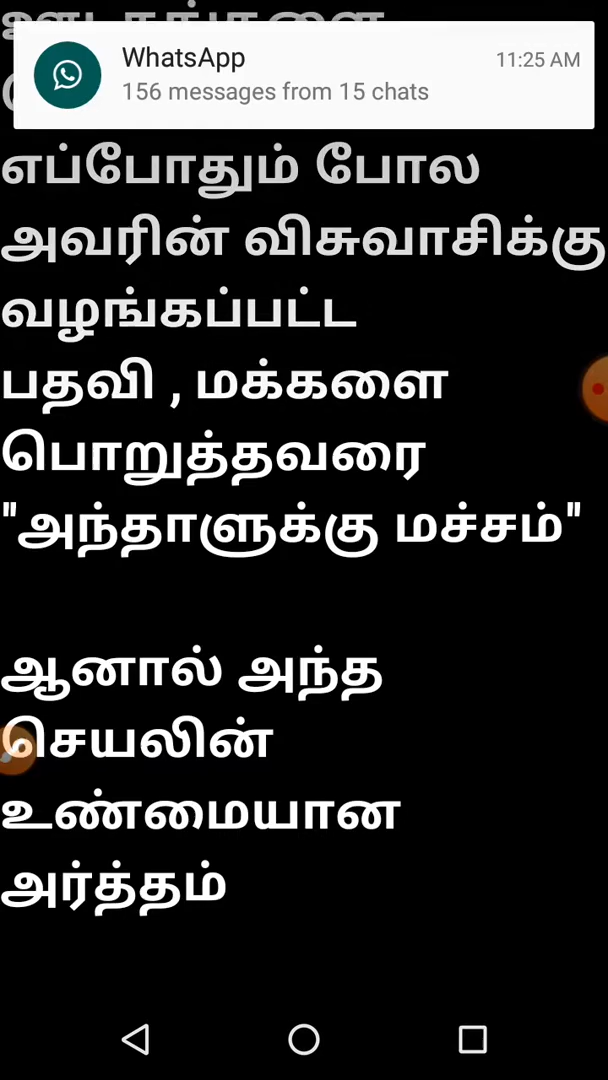 WhatsApp
11:25 AM
156 messages from 15 chats
எப்போதும் போல
அவரின் விசுவாசிக்கு
வழங்கப்பட்ட
பதவி , மக்களை
பொறுத்தவரை
"அந்தாளுக்கு மச்சம்"
ஆனால் அந்த
செயலின்
உண்மையான
அர்த்தம்